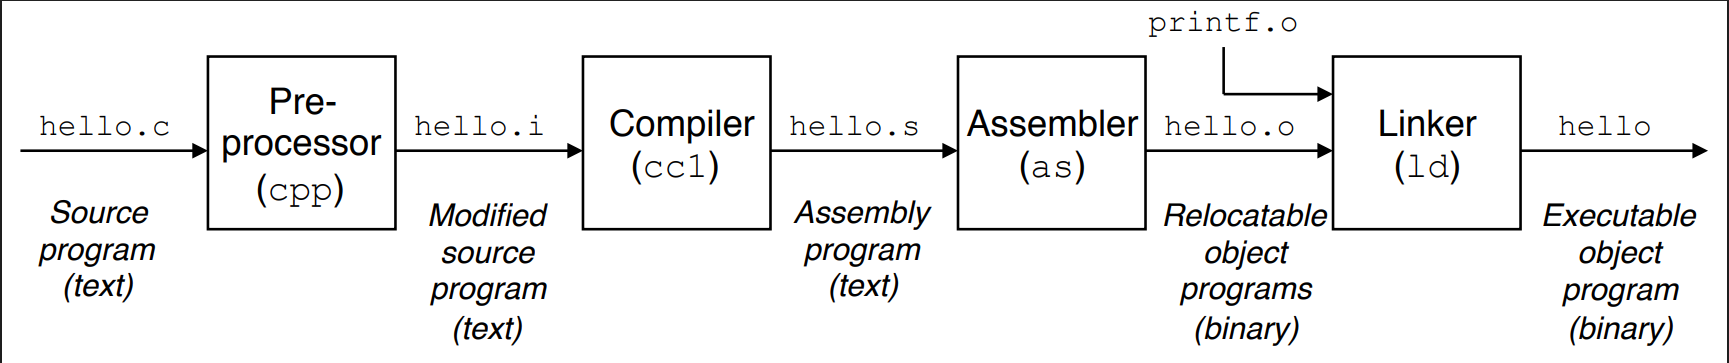 printf.o
hello.c
Pre-
processor
(cpp)
hello.i
Compiler
(cc1)
hello.s
Assembler
(as)
hello.o
Linker
(ld)
hello
Source
program
(text)
Modified
source
program
(text)
Assembly
program
(text)
Relocatable
object
programs
(binary)
Executable
object
program
(binary)